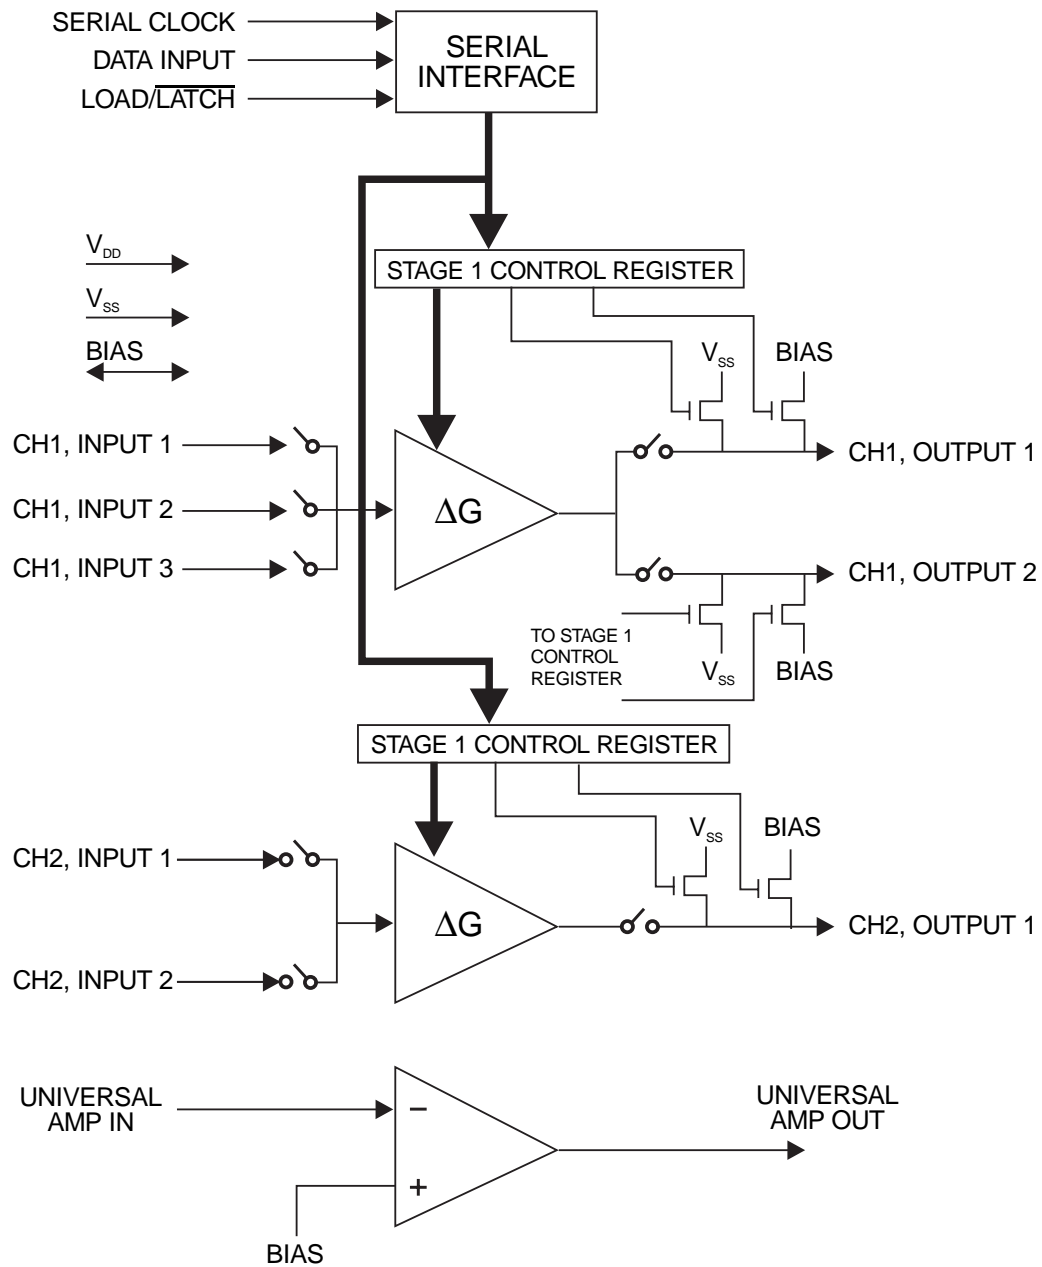 SERIAL CLOCK
DATA INPUT
LOAD/LATCH
SERIAL
INTERFACE
VDD
VSS
BIAS
STAGE 1 CONTROL REGISTER
VSS
BIAS
CH1, INPUT 1
CH1, INPUT 2
CH1, INPUT 3
ΔG
CH1, OUTPUT 1
CH1, OUTPUT 2
TO STAGE 1
CONTROL
REGISTER
VSS
BIAS
STAGE 1 CONTROL REGISTER
VSS
BIAS
CH2, INPUT 1
CH2, INPUT 2
ΔG
CH2, OUTPUT 1
UNIVERSAL
AMP IN
−
+
BIAS
UNIVERSAL
AMP OUT